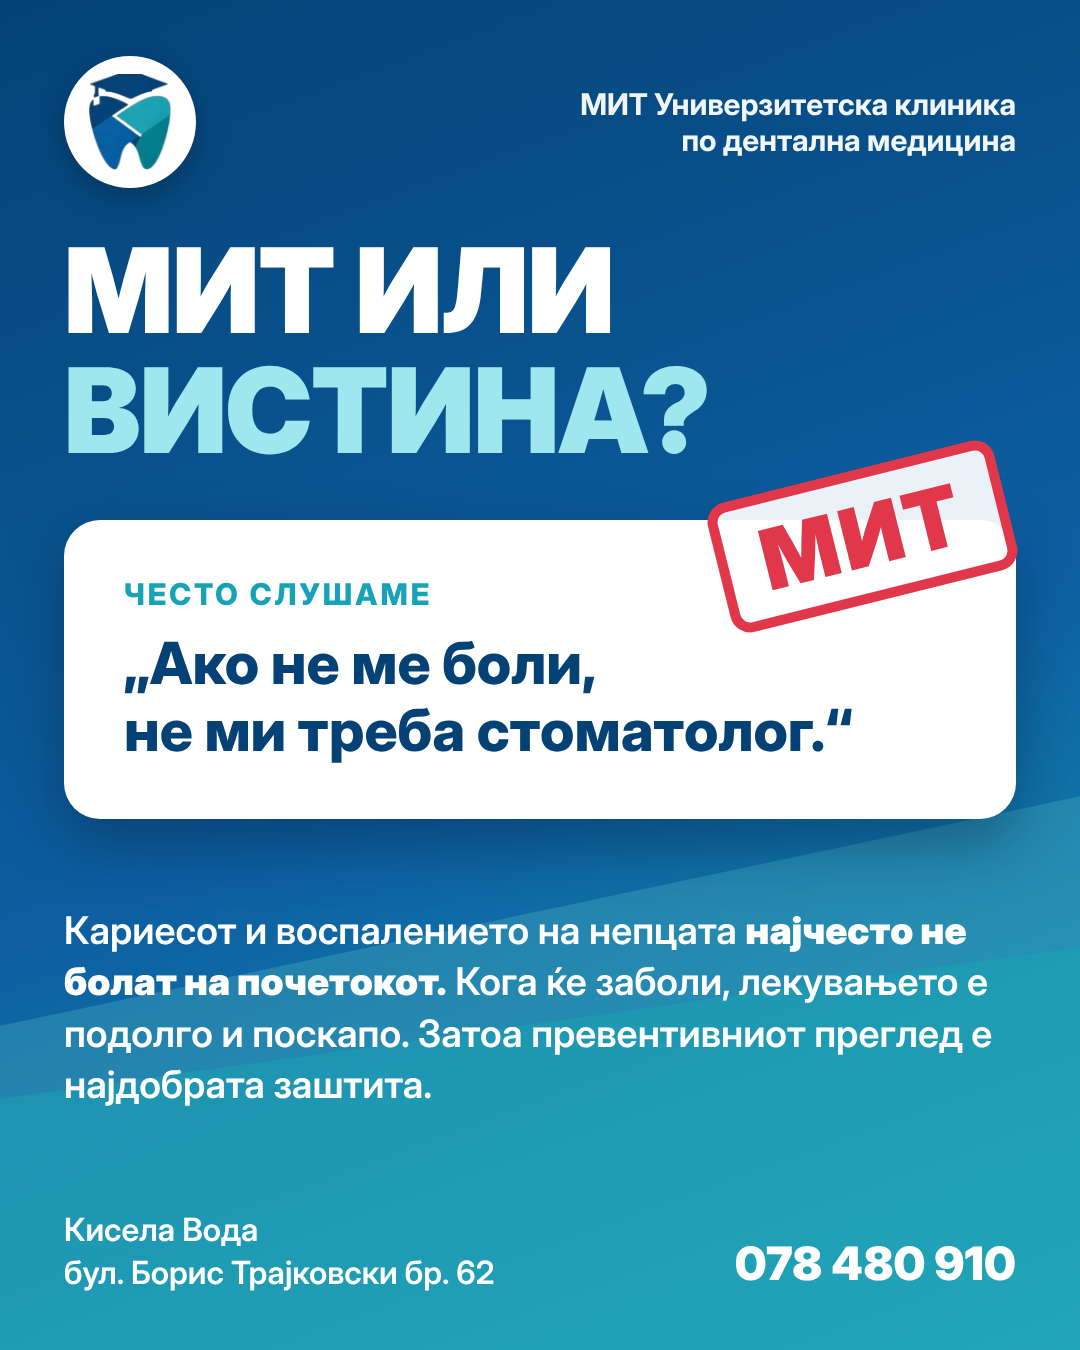 МИТ Универзитетска клиника
по дентална медицина
МИТ ИЛИ
ВИСТИНА?
МИТ
ЧЕСТО СЛУШАМЕ
„Ако не ме боли,
не ми треба стоматолог.“
Кариесот и воспалението на непцата најчесто не
болат на почетокот. Кога ќе заболи, лекувањето е
подолго и поскапо. Затоа превентивниот преглед е
најдобрата заштита.
Кисела Вода
бул. Борис Трајковски бр. 62
078 480 910